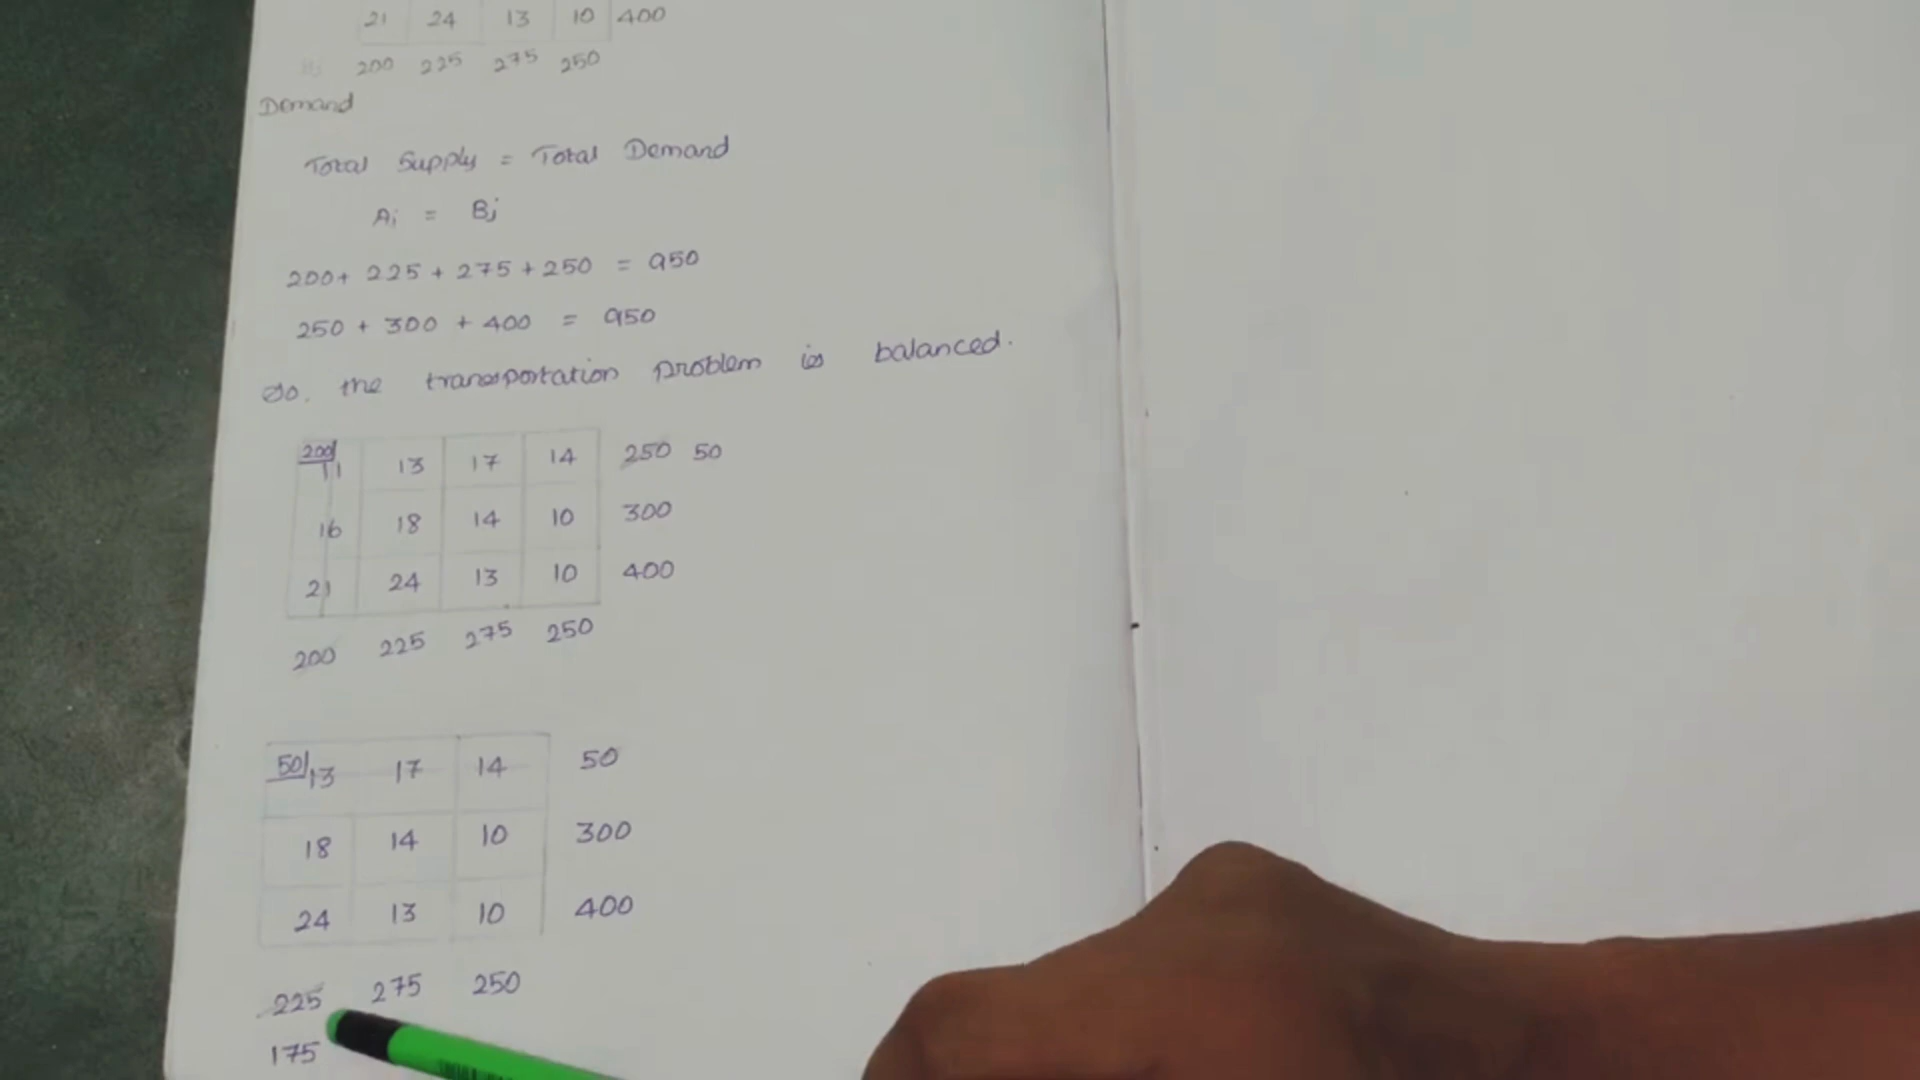 21 24 13 10 400
200 225 275 250
Demand
Total Supply = Total Demand
Ai = Bj
200+ 225 + 275 + 250 = 950
250 + 300 + 400 = 950
So, the transportation problem is balanced.
200 11 13 17 14 250 50
16 18 14 10 300
21 24 13 10 400
200 225 275 250
50 13 17 14 50
18 14 10 300
24 13 10 400
225 275 250
175